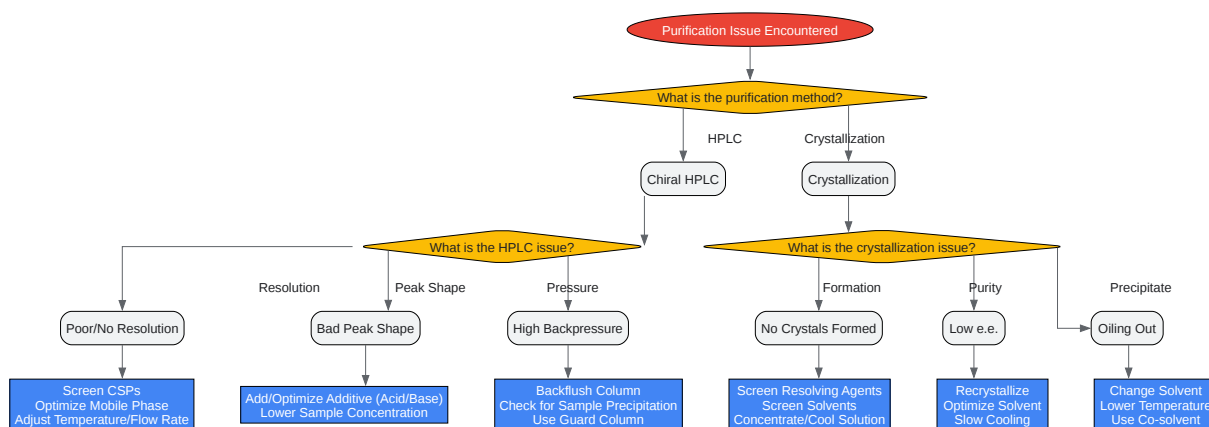 Purification Issue Encountered
What is the purification method?
HPLC
Crystallization
Chiral HPLC
Crystallization
What is the HPLC issue?
What is the crystallization issue?
Resolution
Peak Shape
Pressure
Formation
Purity
Precipitate
Poor/No Resolution
Bad Peak Shape
High Backpressure
No Crystals Formed
Low e.e.
Oiling Out
Screen CSPs
Optimize Mobile Phase
Adjust Temperature/Flow Rate
Add/Optimize Additive (Acid/Base)
Lower Sample Concentration
Backflush Column
Check for Sample Precipitation
Use Guard Column
Screen Resolving Agents
Screen Solvents
Concentrate/Cool Solution
Recrystallize
Optimize Solvent
Slow Cooling
Change Solvent
Lower Temperature
Use Co-solvent